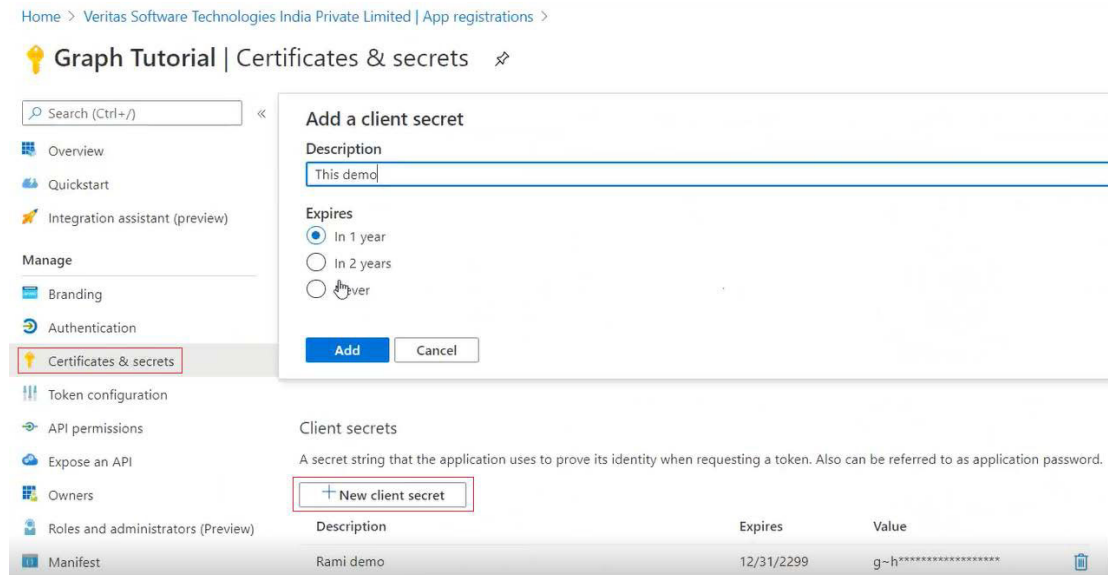 Home > Veritas Software Technologies India Private Limited | App registrations >
Graph Tutorial | Certificates & secrets
Search (Ctrl+/)
«
Overview
Quickstart
Integration assistant (preview)
Manage
Branding
Authentication
Certificates & secrets
Token configuration
API permissions
Expose an API
Owners
Roles and administrators (Preview)
Manifest
Add a client secret
Description
This demo
Expires
In 1 year
In 2 years
Add
Cancel
Client secrets
A secret string that the application uses to prove its identity when requesting a token. Also can be referred to as application password.
+ New client secret
Description Expires Value
Rami demo 12/31/2299 g~h******************